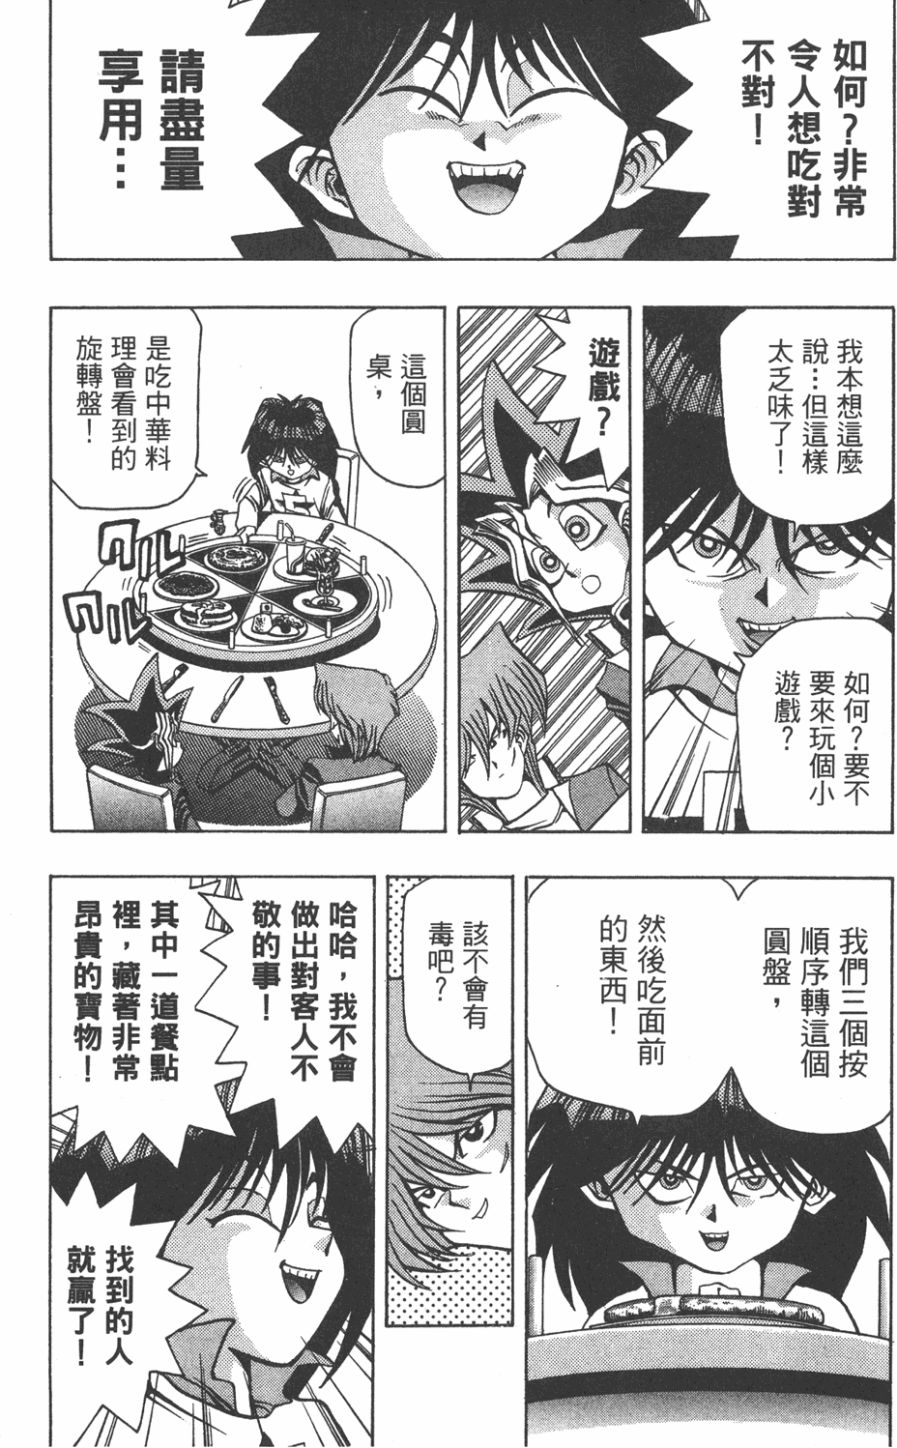 如何？非常
令人想吃對
不對！
請盡量
享用…
我本想這麼
說…但這樣
太乏味了！
如何？要不
要來玩個小
遊戲？
遊戲？
這個圓
桌，
是吃中華料
理會看到的
旋轉盤！
クルル
クルル
我們三個按
順序轉這個
圓盤，
然後吃面前
的東西！
該不會有
毒吧？
哈哈，我不會
做出對客人不
敬的事！
其中一道餐點
裡，藏著非常
昂貴的寶物！
找到的人
就贏了！